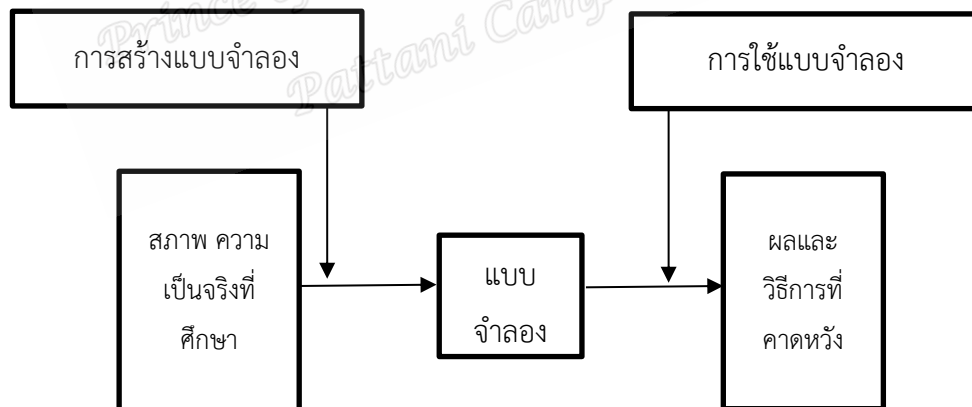 Prince
Pattani Camp
การสร้างแบบจำลอง
การใช้แบบจำลอง
สภาพ ความ
เป็นจริงที่
ศึกษา
แบบ
จำลอง
ผลและ
วิธีการที่
คาดหวัง